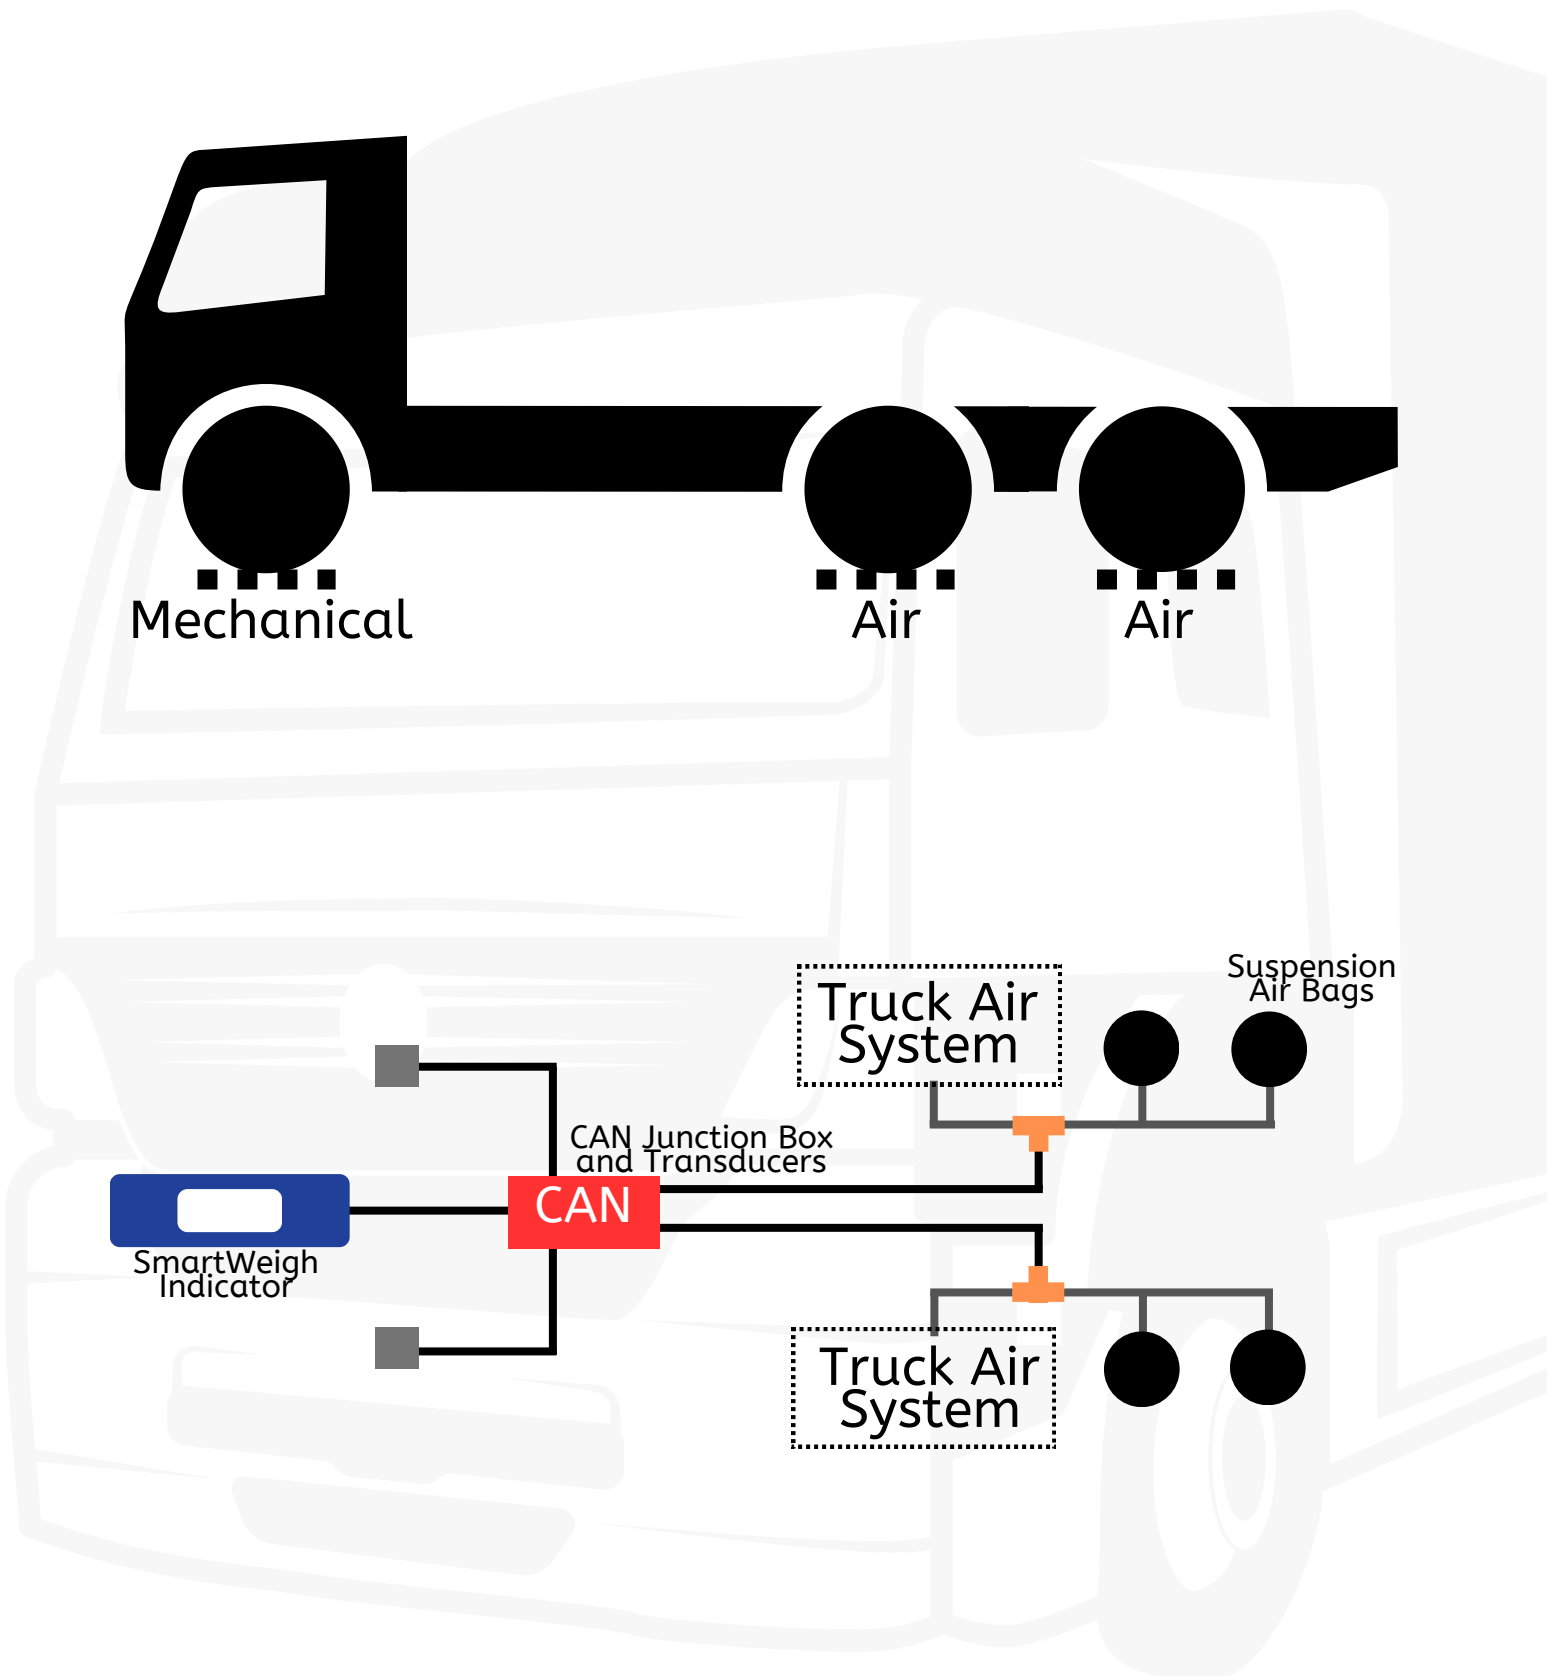 Mechanical
Air
Air
Suspension
Air Bags
Truck Air
System
CAN Junction Box
and Transducers
CAN
SmartWeigh
Indicator
Truck Air
System